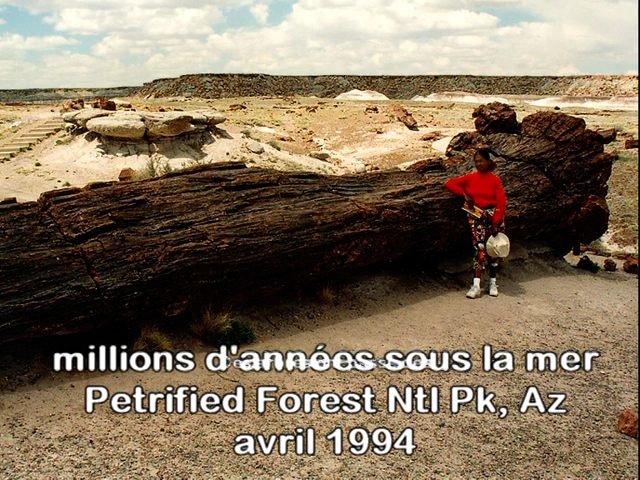 millions d'années sous la mer
Petrified Forest Ntl Pk, Az
avril 1994